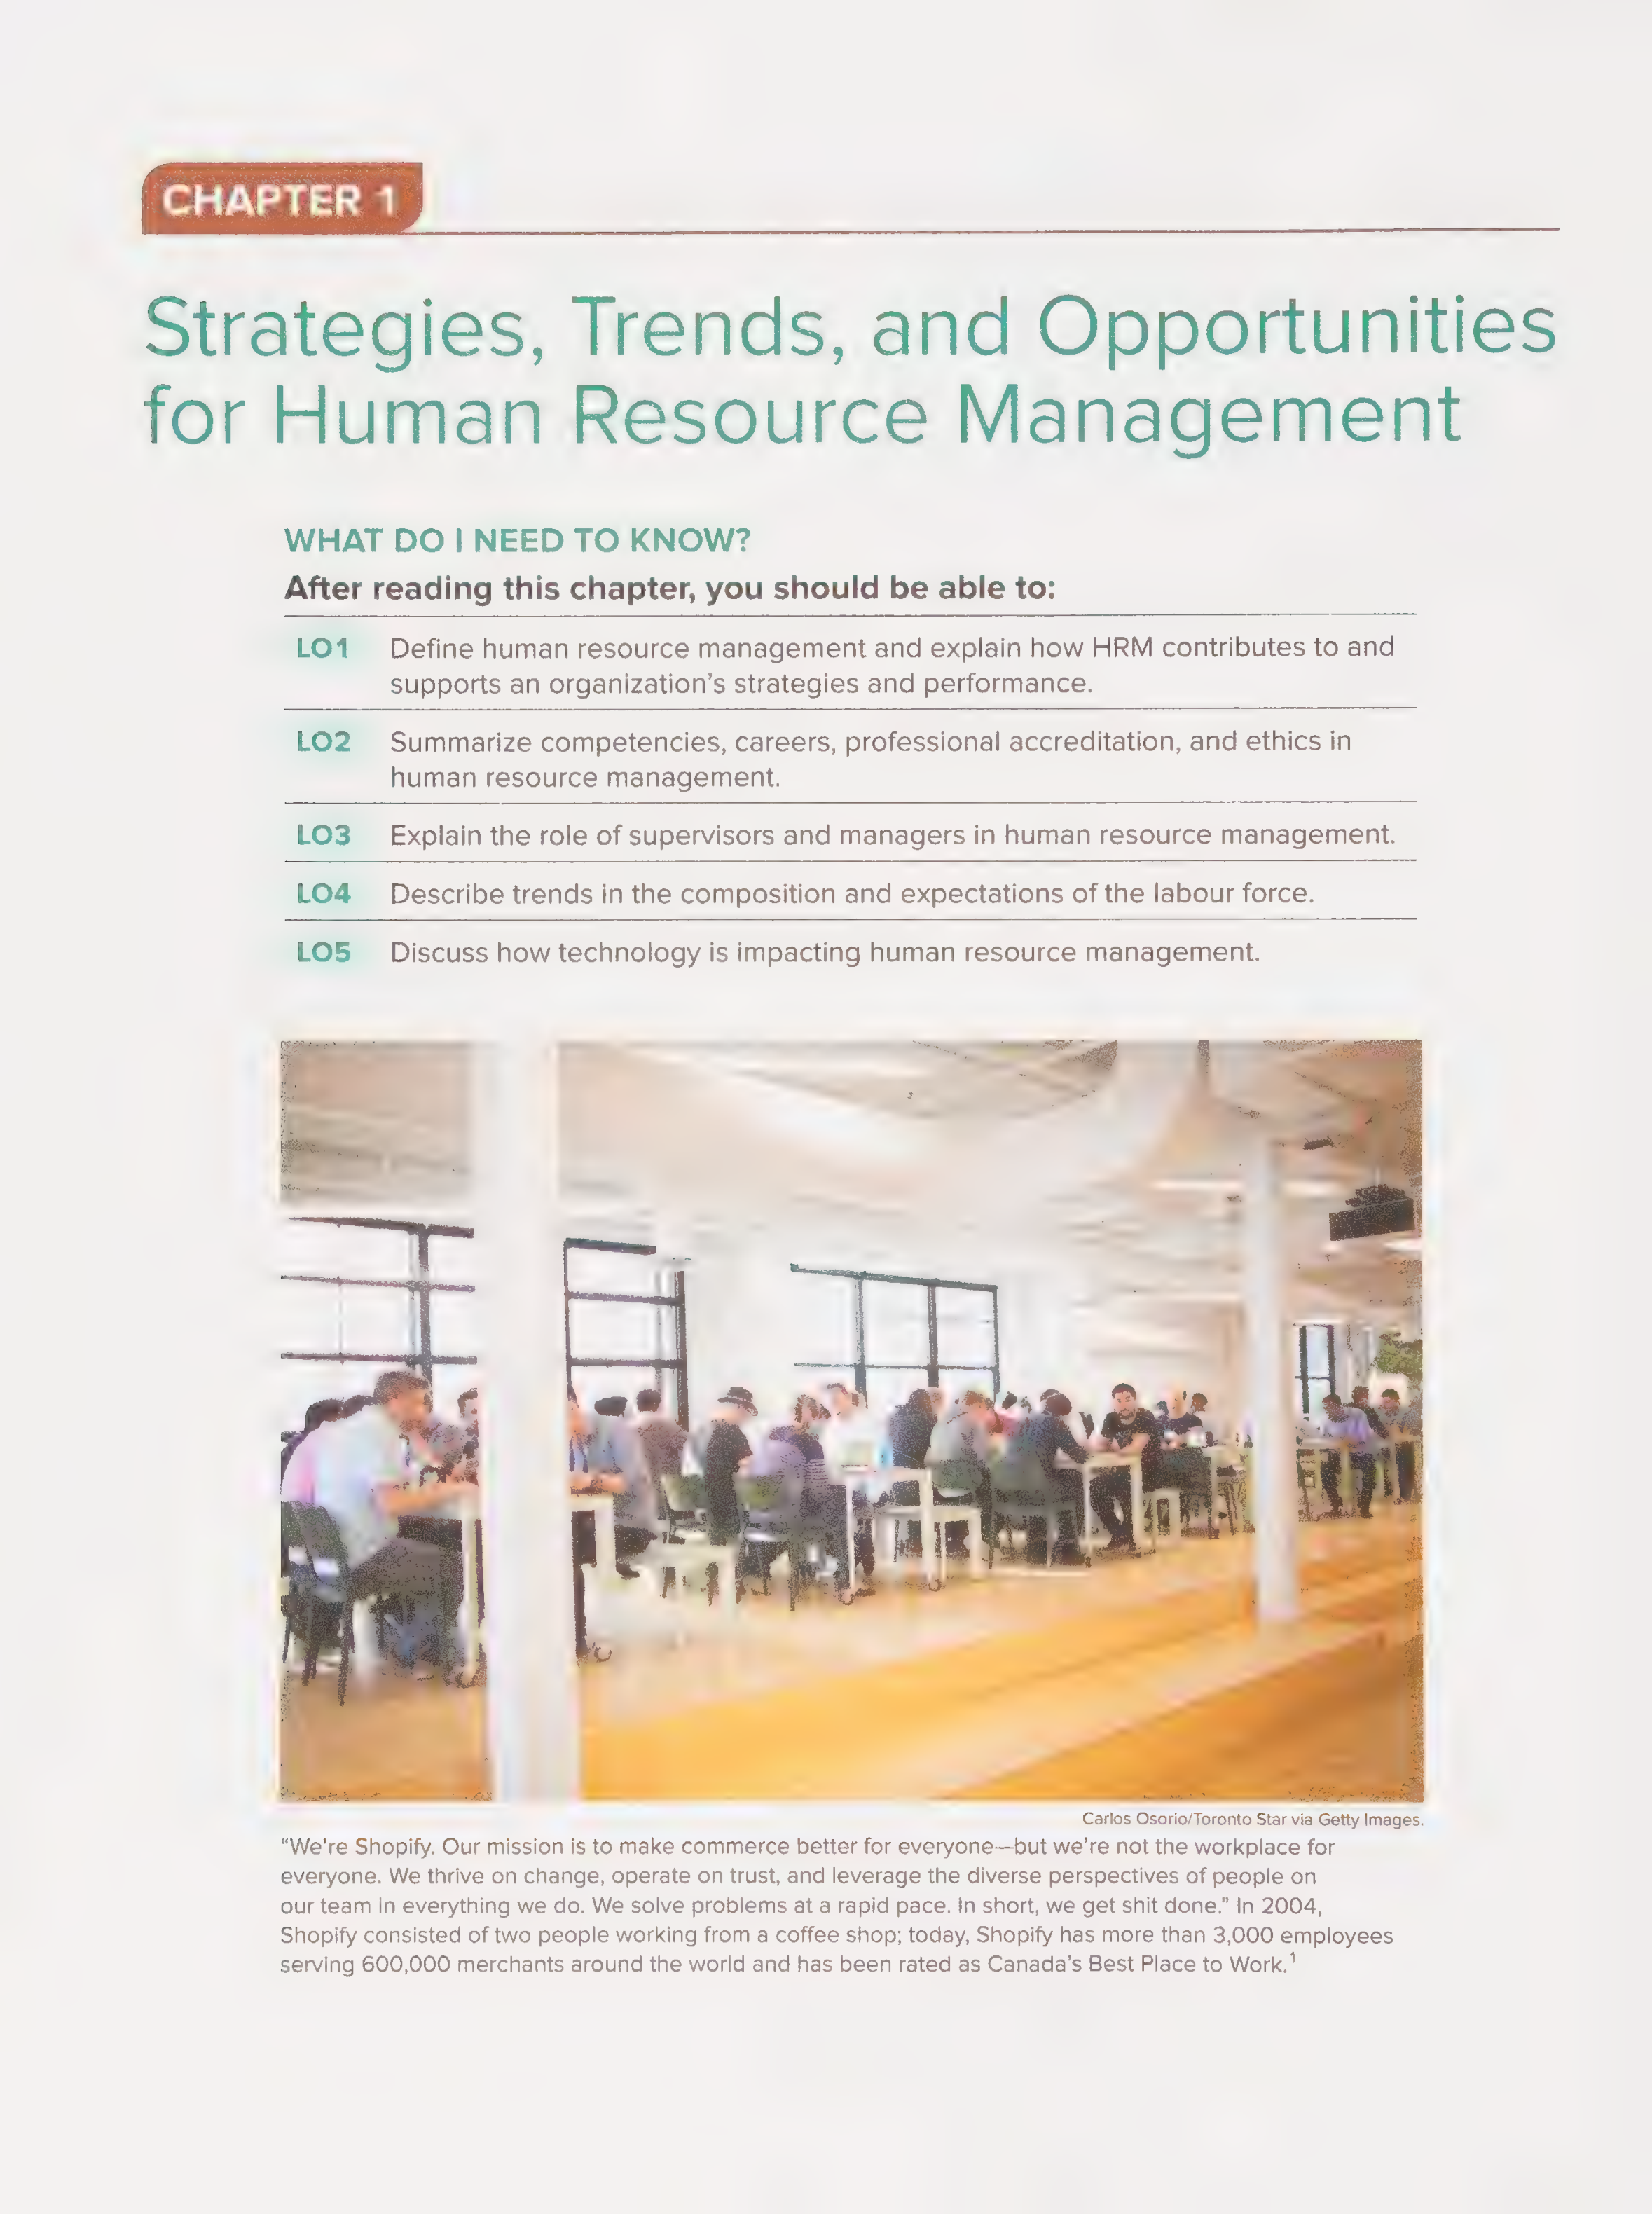 CHAPTER 1
Strategies, Trends, and Opportunities
for Human Resource Management
WHAT DO I NEED TO KNOW?
After reading this chapter, you should be able to:
LO1 Define human resource management and explain how HRM contributes to and
supports an organization's strategies and performance.
LO2 Summarize competencies, careers, professional accreditation, and ethics in
human resource management.
LO3 Explain the role of supervisors and managers in human resource management.
LO4 Describe trends in the composition and expectations of the labour force.
LO5 Discuss how technology is impacting human resource management.
Carlos Osorio/Toronto Star via Getty Images.
“We're Shopify. Our mission is to make commerce better for everyone—but we're not the workplace for
everyone. We thrive on change, operate on trust, and leverage the diverse perspectives of people on
our team in everything we do. We solve problems at a rapid pace. In short, we get shit done.” In 2004,
Shopify consisted of two people working from a coffee shop; today, Shopify has more than 3,000 employees
serving 600,000 merchants around the world and has been rated as Canada's Best Place to Work.¹